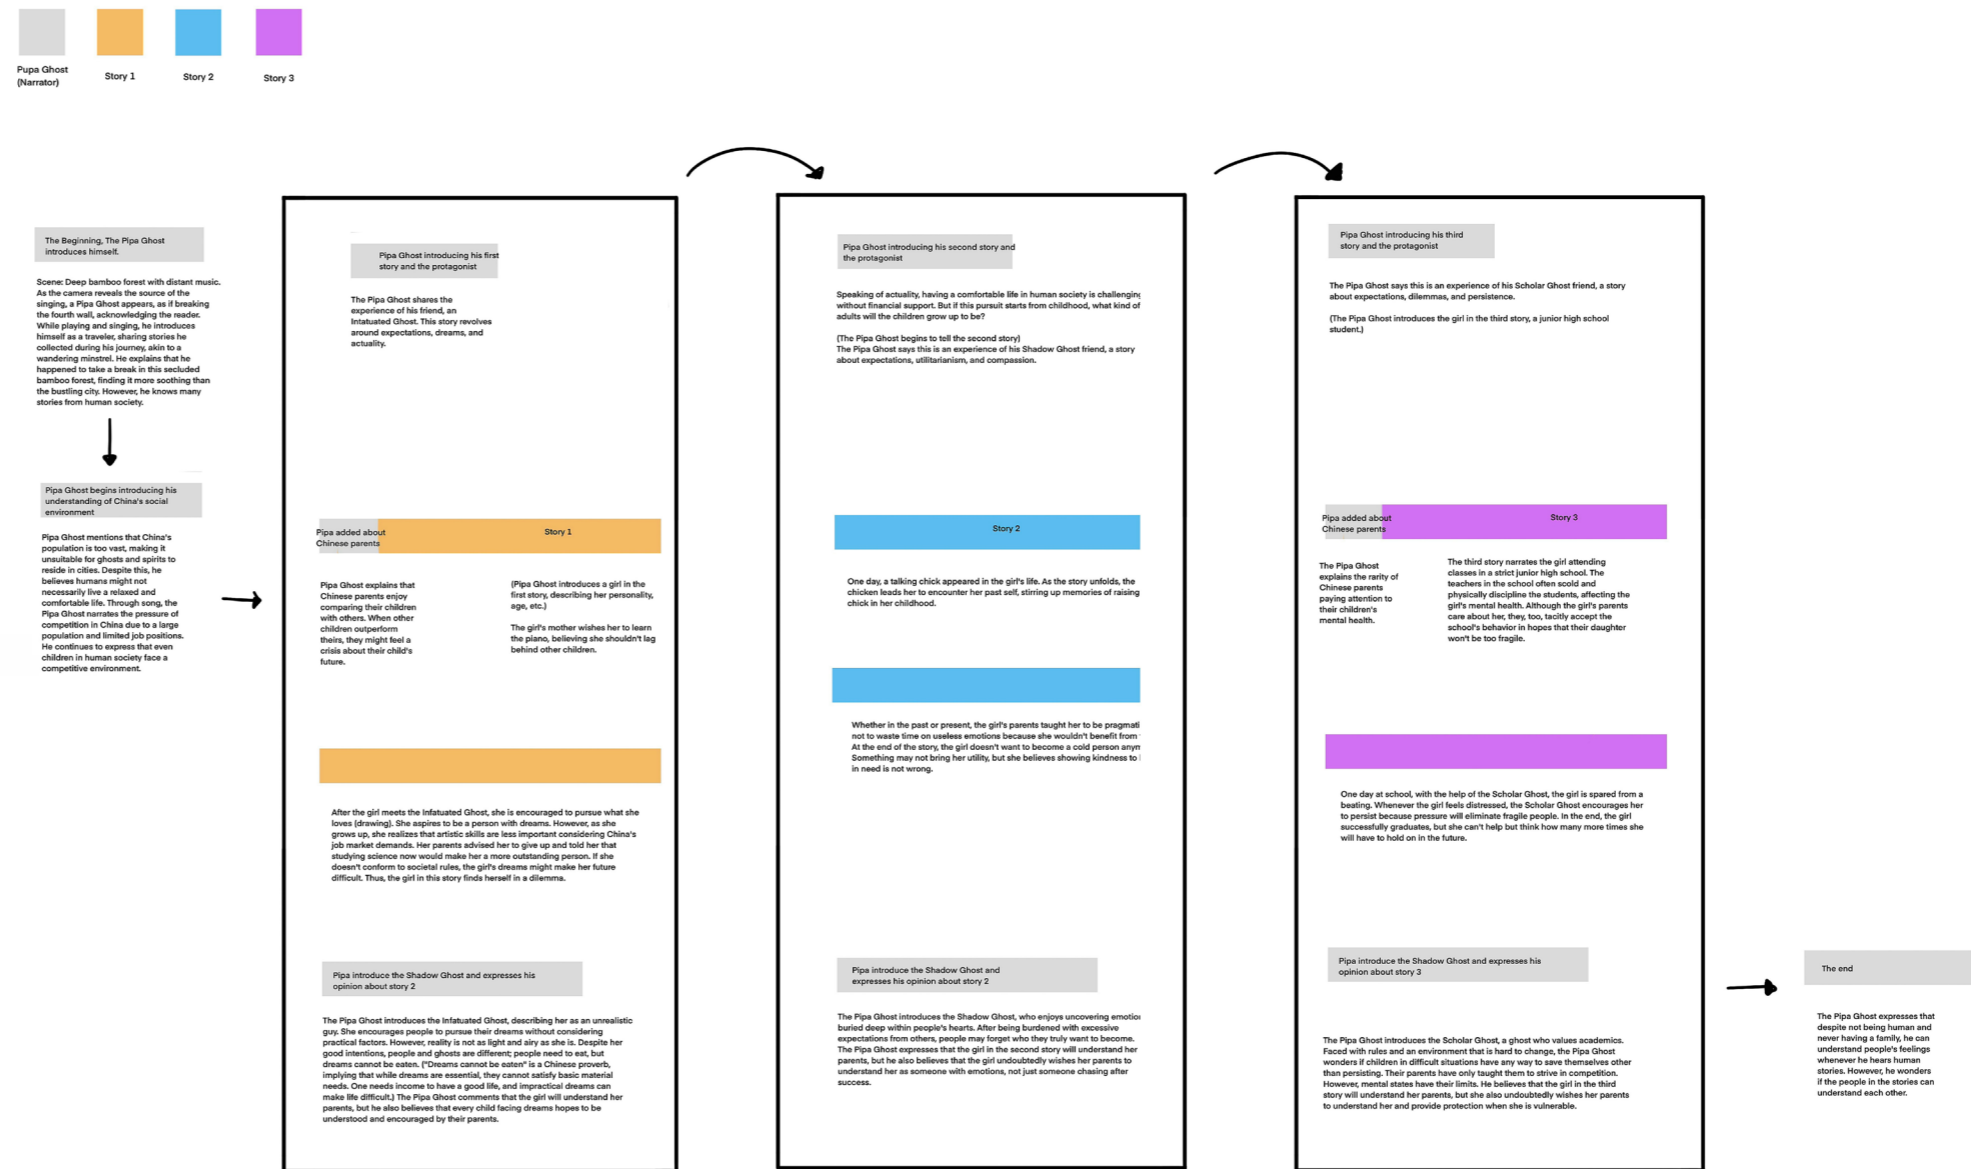 Pupa Ghost
(Narrator)
Story 1
Story 2
Story 3
The Beginning, The Pipa Ghost
introduces himself.
Scene: Deep bamboo forest with distant music.
As the camera reveals the source of the
singing, a Pipa Ghost appears, as if breaking
the fourth wall, acknowledging the reader.
While playing and singing, he introduces
himself as a traveler, sharing stories he
collected during his journey, akin to a
wandering minstrel. He explains that he
happened to take a break in this secluded
bamboo forest, finding it more soothing than
the bustling city. However, he knows many
stories from human society.
Pipa Ghost begins introducing his
understanding of China's social
environment
Pipa Ghost mentions that China's
population is too vast, making it
unsuitable for ghosts and spirits to
reside in cities. Despite this, he
believes humans might not
necessarily live a relaxed and
comfortable life. Through song, the
Pipa Ghost narrates the pressure of
competition in China due to a large
population and limited job positions.
He continues to express that even
children in human society face a
competitive environment.
Pipa Ghost introducing his first
story and the protagonist
The Pipa Ghost shares the
experience of his friend, an
Intatuated Ghost. This story revolves
around expectations, dreams, and
actuality.
Pipa added about
Chinese parents
Story 1
Pipa Ghost explains that
Chinese parents enjoy
comparing their children
with others. When other
children outperform
theirs, they might feel a
crisis about their child's
future.
(Pipa Ghost introduces a girl in the
first story, describing her personality,
age, etc.)
The girl's mother wishes her to learn
the piano, believing she shouldn't lag
behind other children.
After the girl meets the Infatuated Ghost, she is encouraged to pursue what she
loves (drawing). She aspires to be a person with dreams. However, as she
grows up, she realizes that artistic skills are less important considering China's
job market demands. Her parents advised her to give up and told her that
studying science now would make her a more outstanding person. If she
doesn't conform to societal rules, the girl's dreams might make her future
difficult. Thus, the girl in this story finds herself in a dilemma.
Pipa introduce the Shadow Ghost and expresses his
opinion about story 2
The Pipa Ghost introduces the Infatuated Ghost, describing her as an unrealistic
guy. She encourages people to pursue their dreams without considering
practical factors. However, reality is not as light and airy as she is. Despite her
good intentions, people and ghosts are different; people need to eat, but
dreams cannot be eaten. ("Dreams cannot be eaten" is a Chinese proverb,
implying that while dreams are essential, they cannot satisfy basic material
needs. One needs income to have a good life, and impractical dreams can
make life difficult.) The Pipa Ghost comments that the girl will understand her
parents, but he also believes that every child facing dreams hopes to be
understood and encouraged by their parents.
Pipa Ghost introducing his second story and
the protagonist
Speaking of actuality, having a comfortable life in human society is challenging
without financial support. But if this pursuit starts from childhood, what kind of
adults will the children grow up to be?
(The Pipa Ghost begins to tell the second story)
The Pipa Ghost says this is an experience of his Shadow Ghost friend, a story
about expectations, utilitarianism, and compassion.
Story 2
One day, a talking chick appeared in the girl's life. As the story unfolds, the
chicken leads her to encounter her past self, stirring up memories of raising
chick in her childhood.
Whether in the past or present, the girl's parents taught her to be pragmati
not to waste time on useless emotions because she wouldn't benefit from
At the end of the story, the girl doesn't want to become a cold person anym
Something may not bring her utility, but she believes showing kindness to
in need is not wrong.
Pipa introduce the Shadow Ghost and
expresses his opinion about story 2
The Pipa Ghost introduces the Shadow Ghost, who enjoys uncovering emotion
buried deep within people's hearts. After being burdened with excessive
expectations from others, people may forget who they truly want to become.
The Pipa Ghost expresses that the girl in the second story will understand her
parents, but he also believes that the girl undoubtedly wishes her parents to
understand her as someone with emotions, not just someone chasing after
success.
Pipa Ghost introducing his third
story and the protagonist
The Pipa Ghost says this is an experience of his Scholar Ghost friend, a story
about expectations, dilemmas, and persistence.
(The Pipa Ghost introduces the girl in the third story, a junior high school
student.)
Pipa added about
Chinese parents
Story 3
The Pipa Ghost
explains the rarity of
Chinese parents
paying attention to
their children's
mental health.
The third story narrates the girl attending
classes in a strict junior high school. The
teachers in the school often scold and
physically discipline the students, affecting the
girl's mental health. Although the girl's parents
care about her, they, too, tacitly accept the
school's behavior in hopes that their daughter
won't be too fragile.
One day at school, with the help of the Scholar Ghost, the girl is spared from a
beating. Whenever the girl feels distressed, the Scholar Ghost encourages her
to persist because pressure will eliminate fragile people. In the end, the girl
successfully graduates, but she can't help but think how many more times she
will have to hold on in the future.
Pipa introduce the Shadow Ghost and expresses his
opinion about story 3
The Pipa Ghost introduces the Scholar Ghost, a ghost who values academics.
Faced with rules and an environment that is hard to change, the Pipa Ghost
wonders if children in difficult situations have any way to save themselves other
than persisting. Their parents have only taught them to strive in competition.
However, mental states have their limits. He believes that the girl in the third
story will understand her parents, but she also undoubtedly wishes her parents
to understand her and provide protection when she is vulnerable.
The end
The Pipa Ghost expresses that
despite not being human and
never having a family, he can
understand people's feelings
whenever he hears human
stories. However, he wonders
if the people in the stories can
understand each other.